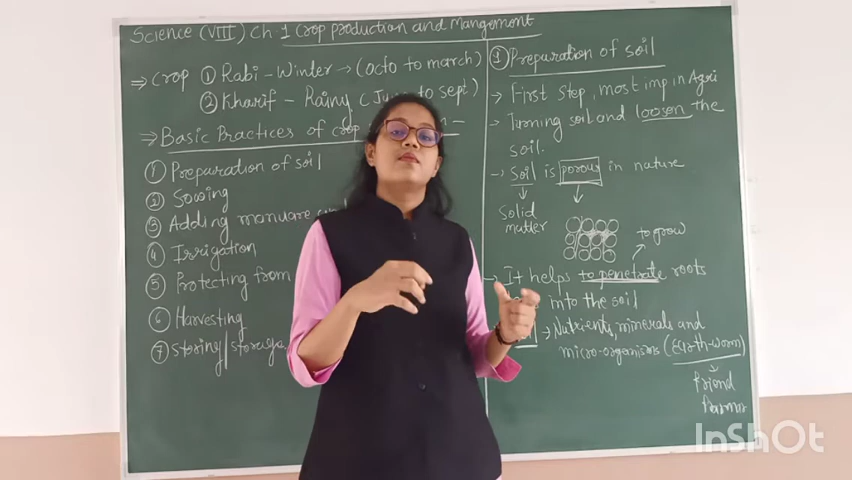 Science (VIII) Ch.1 Crop production and Mangement
⇒ Crop ① Rabi - Winter → (octo to march)
② Kharif - Rainy (June to sept)
⇒ Basic Practices of crop
① Preparation of soil
② Sowing
③ Adding manuare
④ Irrigation
⑤ Protecting from
⑥ Harvesting
⑦ Storing/
① Preparation of soil
→ First step, most imp in Agri
→ Turning soil and loosen the
soil.
→ Soil is porous in nature
solid
matter
to grow
→ It helps to penetrate roots
into the soil
→ Nutrients, minerals and
micro-organisms (Earth-worm)
friend
Farmer
InShOt